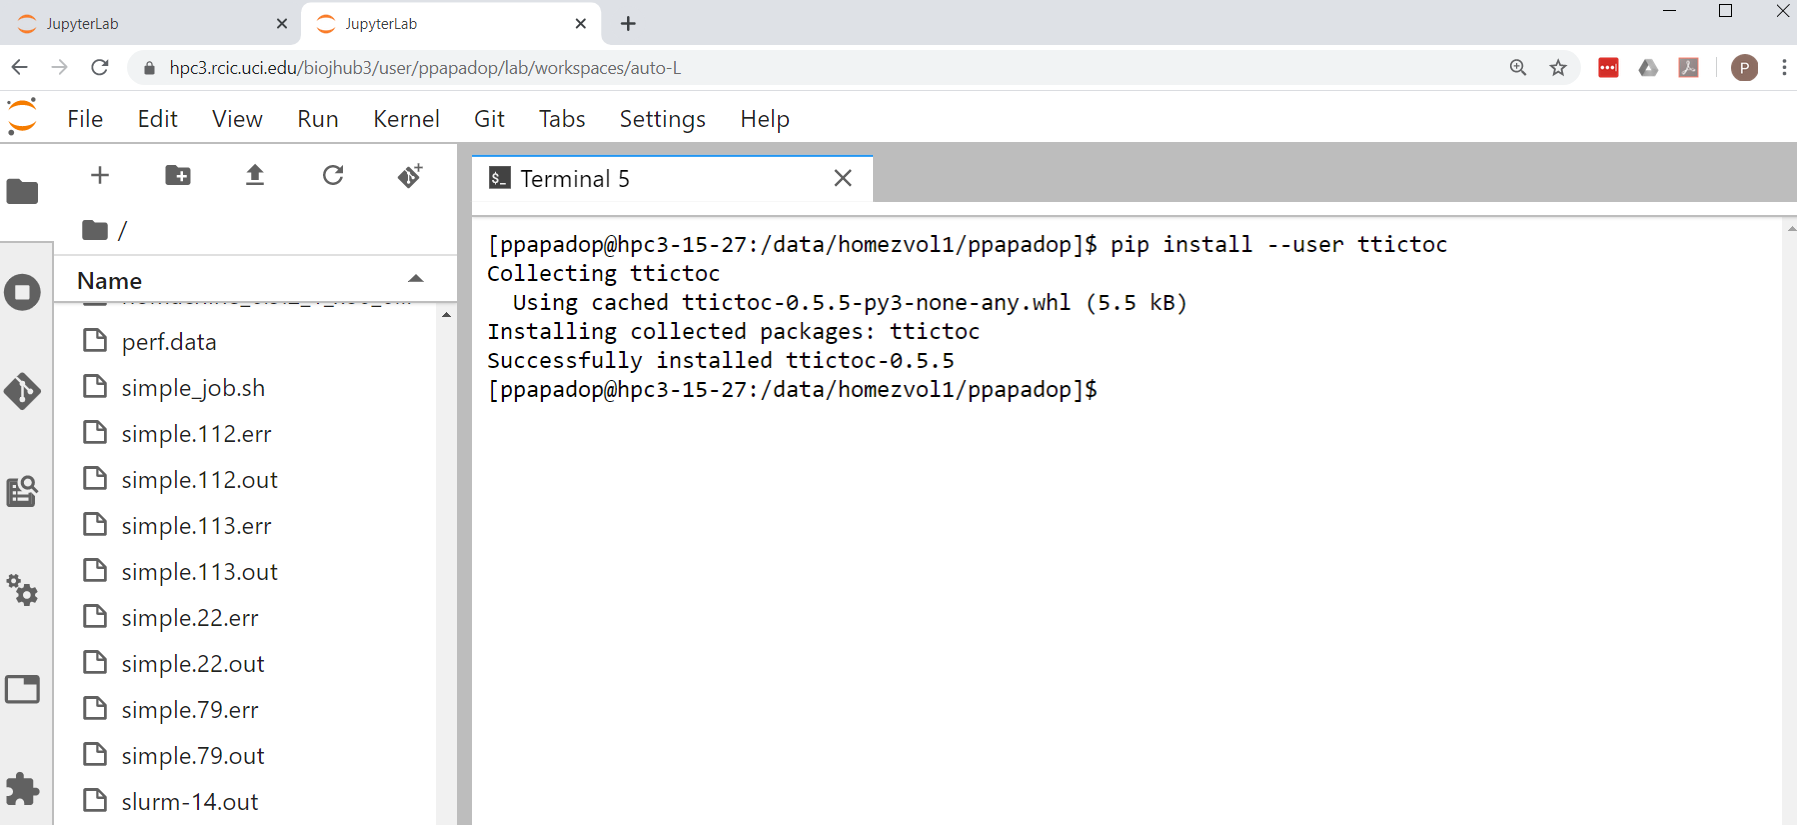 JupyterLab
JupyterLab
hpc3.rcic.uci.edu/biojhub3/user/ppapadop/lab/workspaces/auto-L
P
File Edit View Run Kernel Git Tabs Settings Help
/
Name
perf.data
simple_job.sh
simple.112.err
simple.112.out
simple.113.err
simple.113.out
simple.22.err
simple.22.out
simple.79.err
simple.79.out
slurm-14.out
$_ Terminal 5
[ppapadop@hpc3-15-27:/data/homezvol1/ppapadop]$ pip install --user ttictoc
Collecting ttictoc
Using cached ttictoc-0.5.5-py3-none-any.whl (5.5 kB)
Installing collected packages: ttictoc
Successfully installed ttictoc-0.5.5
[ppapadop@hpc3-15-27:/data/homezvol1/ppapadop]$